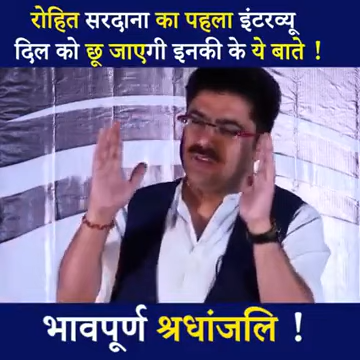 रोहित सरदाना का पहला इंटरव्यू
दिल को छू जाएगी इनकी के ये बाते !
भावपूर्ण श्रधांजलि !